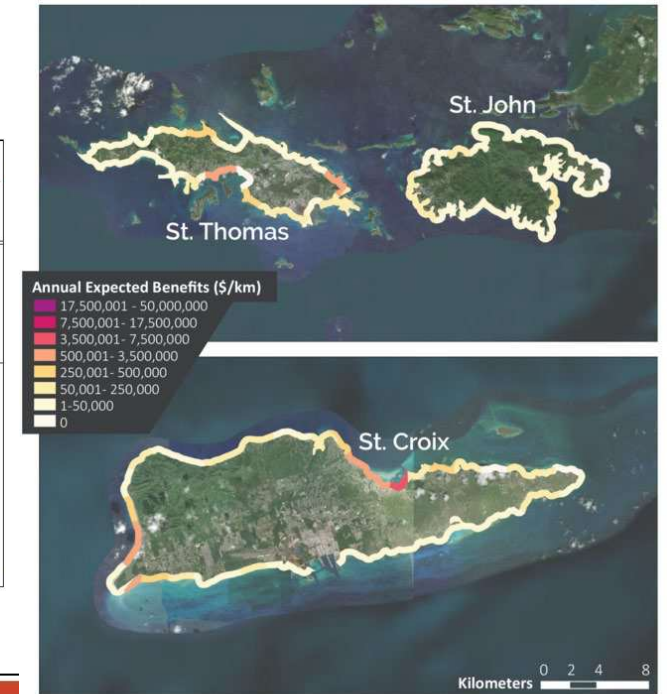 St. John
St. Thomas
Annual Expected Benefits ($/km)
17,500,001 - 50,000,000
7,500,001- 17,500,000
3,500,001- 7,500,000
500,001- 3,500,000
250,001- 500,000
50,001- 250,000
1-50,000
0
St. Croix
0 2 4 8
Kilometers